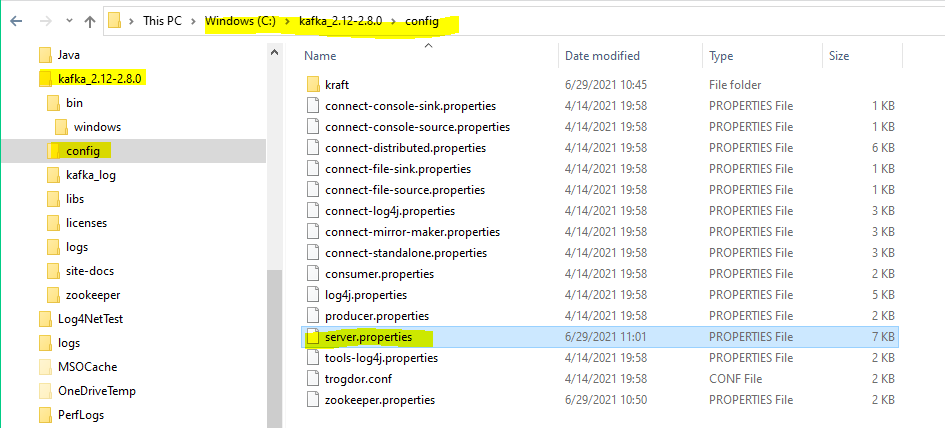 This PC > Windows (C:) > kafka_2.12-2.8.0 > config
Java
kafka_2.12-2.8.0
bin
windows
config
kafka_log
libs
licenses
logs
site-docs
zookeeper
Log4NetTest
logs
MSOCache
OneDriveTemp
PerfLogs
Name Date modified Type Size
kraft 6/29/2021 10:45 File folder
connect-console-sink.properties 4/14/2021 19:58 PROPERTIES File 1 KB
connect-console-source.properties 4/14/2021 19:58 PROPERTIES File 1 KB
connect-distributed.properties 4/14/2021 19:58 PROPERTIES File 6 KB
connect-file-sink.properties 4/14/2021 19:58 PROPERTIES File 1 KB
connect-file-source.properties 4/14/2021 19:58 PROPERTIES File 1 KB
connect-log4j.properties 4/14/2021 19:58 PROPERTIES File 3 KB
connect-mirror-maker.properties 4/14/2021 19:58 PROPERTIES File 3 KB
connect-standalone.properties 4/14/2021 19:58 PROPERTIES File 3 KB
consumer.properties 4/14/2021 19:58 PROPERTIES File 2 KB
log4j.properties 4/14/2021 19:58 PROPERTIES File 5 KB
producer.properties 4/14/2021 19:58 PROPERTIES File 2 KB
server.properties 6/29/2021 11:01 PROPERTIES File 7 KB
tools-log4j.properties 4/14/2021 19:58 PROPERTIES File 2 KB
trogdor.conf 4/14/2021 19:58 CONF File 2 KB
zookeeper.properties 6/29/2021 10:50 PROPERTIES File 2 KB